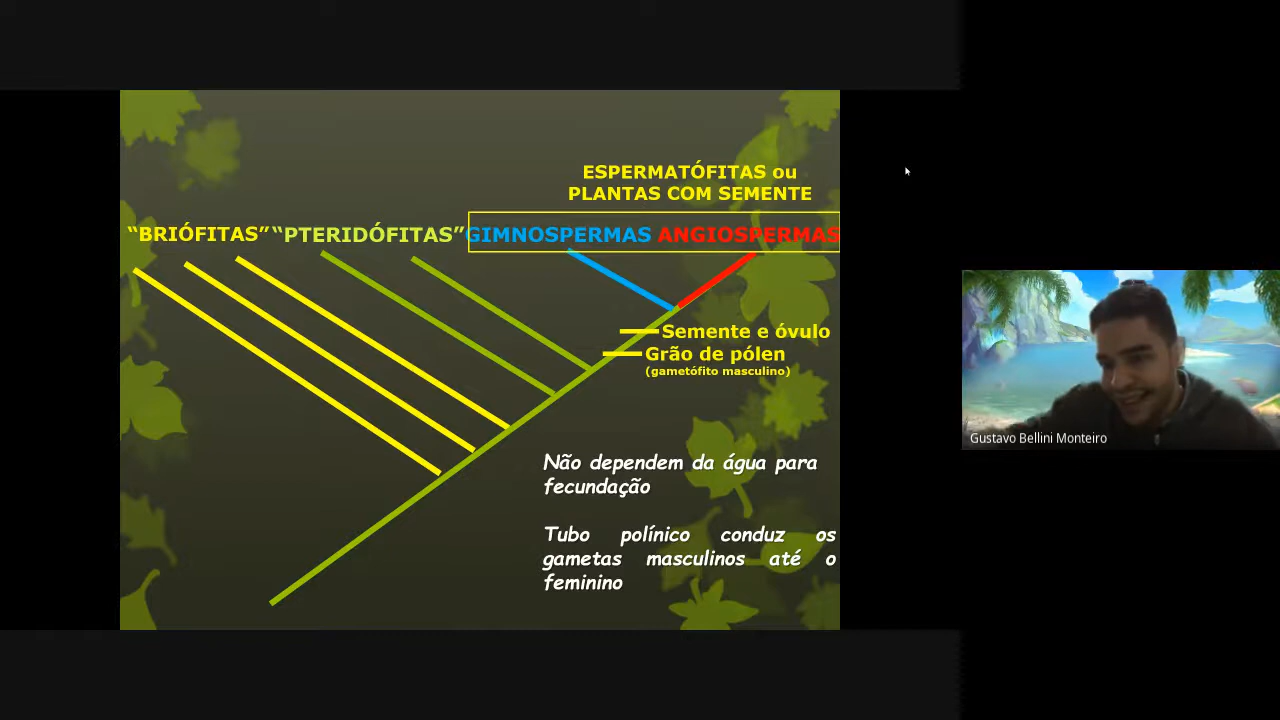 ESPERMATÓFITAS ou
PLANTAS COM SEMENTE
“BRIÓFITAS” “PTERIDÓFITAS” GIMNOSPERMAS ANGIOSPERMAS
Semente e óvulo
Grão de pólen
(gametófito masculino)
Não dependem da água para
fecundação
Tubo polínico conduz os
gametas masculinos até o
feminino
Gustavo Bellini Monteiro